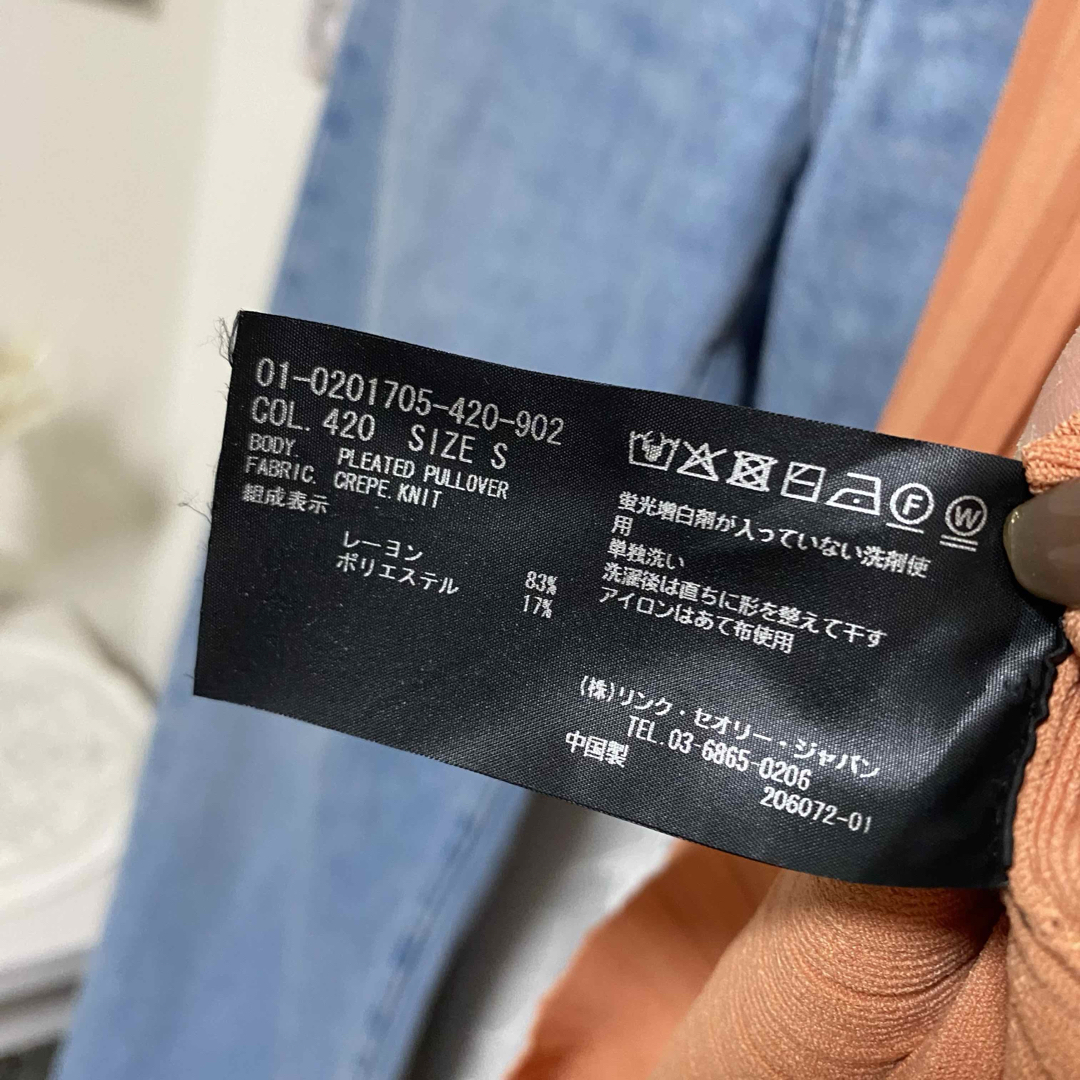 01-0201705-420-902
COL. 420 SIZE S
BODY. PLEATED PULLOVER
FABRIC. CREPE.KNIT
組成表示
レーヨン 83%
ポリエステル 17%
F W
蛍光増白剤が入っていない洗剤使
用
単独洗い
洗濯後は直ちに形を整えて干す
アイロンはあて布使用
(株)リンク・セオリー・ジャパン
TEL.03-6865-0206
中国製
206072-01